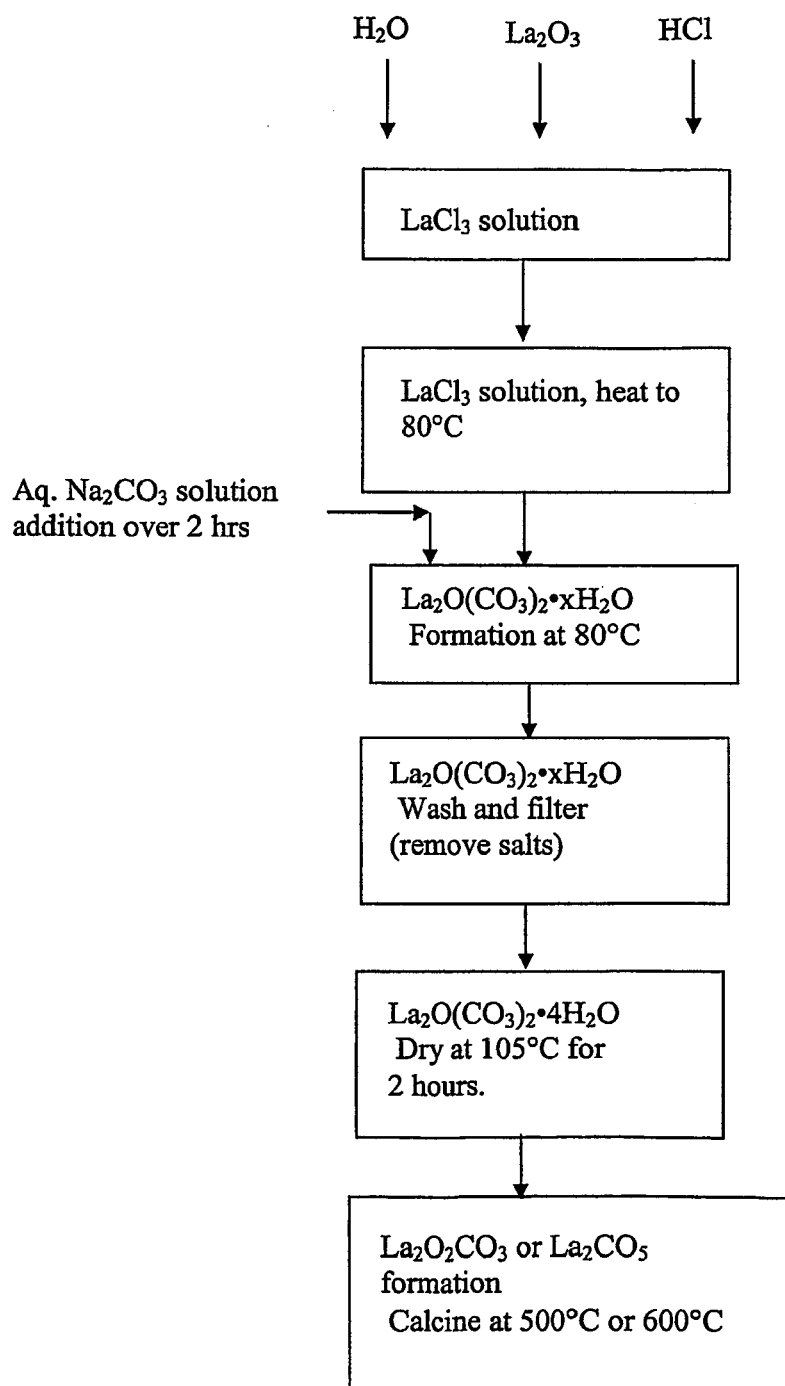 H₂O La₂O₃ HCl
LaCl₃ solution
LaCl₃ solution, heat to
80°C
Aq. Na₂CO₃ solution
addition over 2 hrs
La₂O(CO₃)₂•xH₂O
Formation at 80°C
La₂O(CO₃)₂•xH₂O
Wash and filter
(remove salts)
La₂O(CO₃)₂•4H₂O
Dry at 105°C for
2 hours.
La₂O₂CO₃ or La₂CO₅
formation
Calcine at 500°C or 600°C